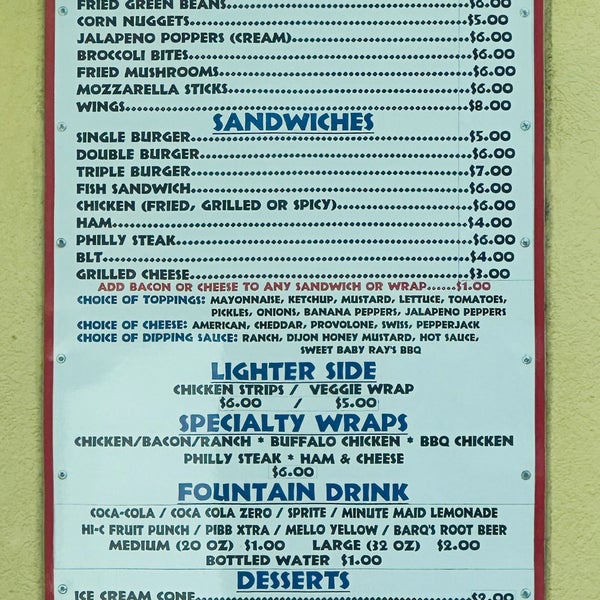 FRIED GREEN BEANS........$6.00
CORN NUGGETS........$5.00
JALAPENO POPPERS (CREAM)........$6.00
BROCCOLI BITES........$6.00
FRIED MUSHROOMS........$6.00
MOZZARELLA STICKS........$6.00
WINGS........$8.00
SANDWICHES
SINGLE BURGER........$5.00
DOUBLE BURGER........$6.00
TRIPLE BURGER........$7.00
FISH SANDWICH........$6.00
CHICKEN (FRIED, GRILLED OR SPICY)........$6.00
HAM........$4.00
PHILLY STEAK........$6.00
BLT........$4.00
GRILLED CHEESE........$3.00
ADD BACON OR CHEESE TO ANY SANDWICH OR WRAP......$1.00
CHOICE OF TOPPINGS: MAYONNAISE, KETCHUP, MUSTARD, LETTUCE, TOMATOES,
PICKLES, ONIONS, BANANA PEPPERS, JALAPENO PEPPERS
CHOICE OF CHEESE: AMERICAN, CHEDDAR, PROVOLONE, SWISS, PEPPERJACK
CHOICE OF DIPPING SAUCE: RANCH, DIJON HONEY MUSTARD, HOT SAUCE,
SWEET BABY RAY'S BBQ
LIGHTER SIDE
CHICKEN STRIPS / VEGGIE WRAP
$6.00 / $5.00
SPECIALTY WRAPS
CHICKEN/BACON/RANCH * BUFFALO CHICKEN * BBQ CHICKEN
PHILLY STEAK * HAM & CHEESE
$6.00
FOUNTAIN DRINK
COCA-COLA / COCA COLA ZERO / SPRITE / MINUTE MAID LEMONADE
HI-C FRUIT PUNCH / PIBB XTRA / MELLO YELLOW / BARQ'S ROOT BEER
MEDIUM (20 OZ) $1.00 LARGE (32 OZ) $2.00
BOTTLED WATER $1.00
DESSERTS
ICE CREAM CONE........$2.00